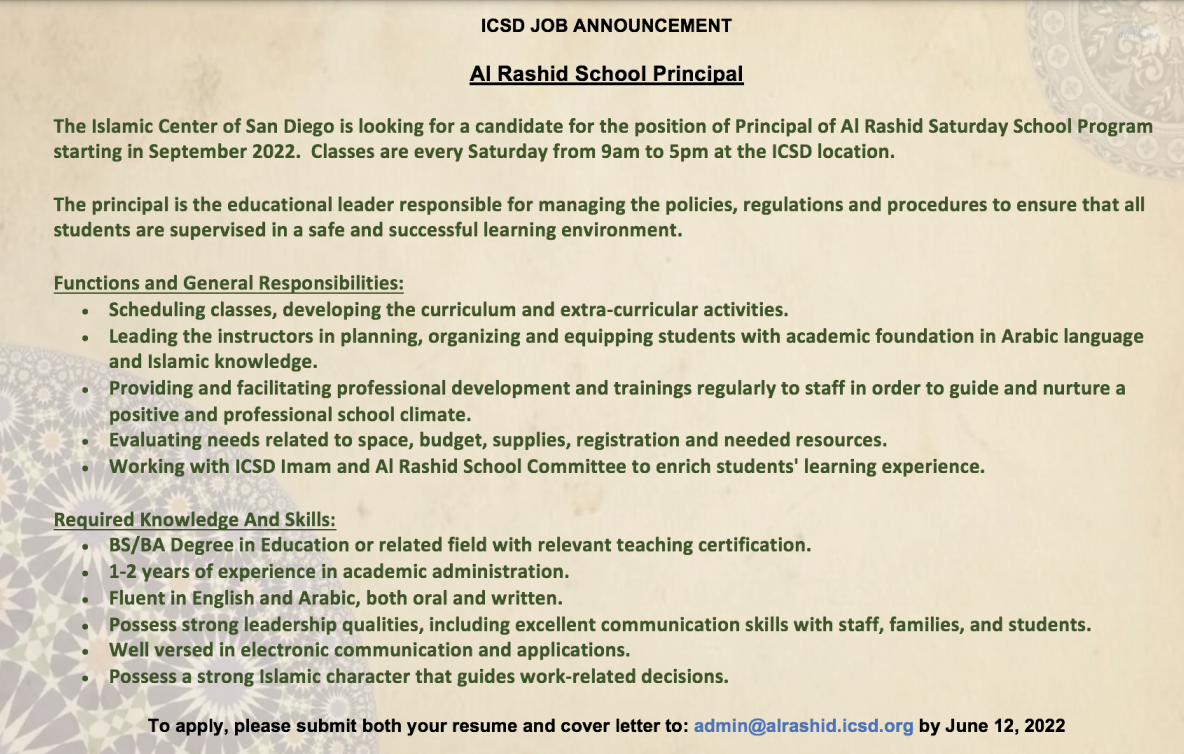 ICSD JOB ANNOUNCEMENT
Al Rashid School Principal
The Islamic Center of San Diego is looking for a candidate for the position of Principal of Al Rashid Saturday School Program
starting in September 2022.  Classes are every Saturday from 9am to 5pm at the ICSD location.
The principal is the educational leader responsible for managing the policies, regulations and procedures to ensure that all
students are supervised in a safe and successful learning environment.
Functions and General Responsibilities:
• Scheduling classes, developing the curriculum and extra-curricular activities.
• Leading the instructors in planning, organizing and equipping students with academic foundation in Arabic language
and Islamic knowledge.
• Providing and facilitating professional development and trainings regularly to staff in order to guide and nurture a
positive and professional school climate.
• Evaluating needs related to space, budget, supplies, registration and needed resources.
• Working with ICSD Imam and Al Rashid School Committee to enrich students' learning experience.
Required Knowledge And Skills:
• BS/BA Degree in Education or related field with relevant teaching certification.
• 1-2 years of experience in academic administration.
• Fluent in English and Arabic, both oral and written.
• Possess strong leadership qualities, including excellent communication skills with staff, families, and students.
• Well versed in electronic communication and applications.
• Possess a strong Islamic character that guides work-related decisions.
To apply, please submit both your resume and cover letter to: admin@alrashid.icsd.org by June 12, 2022